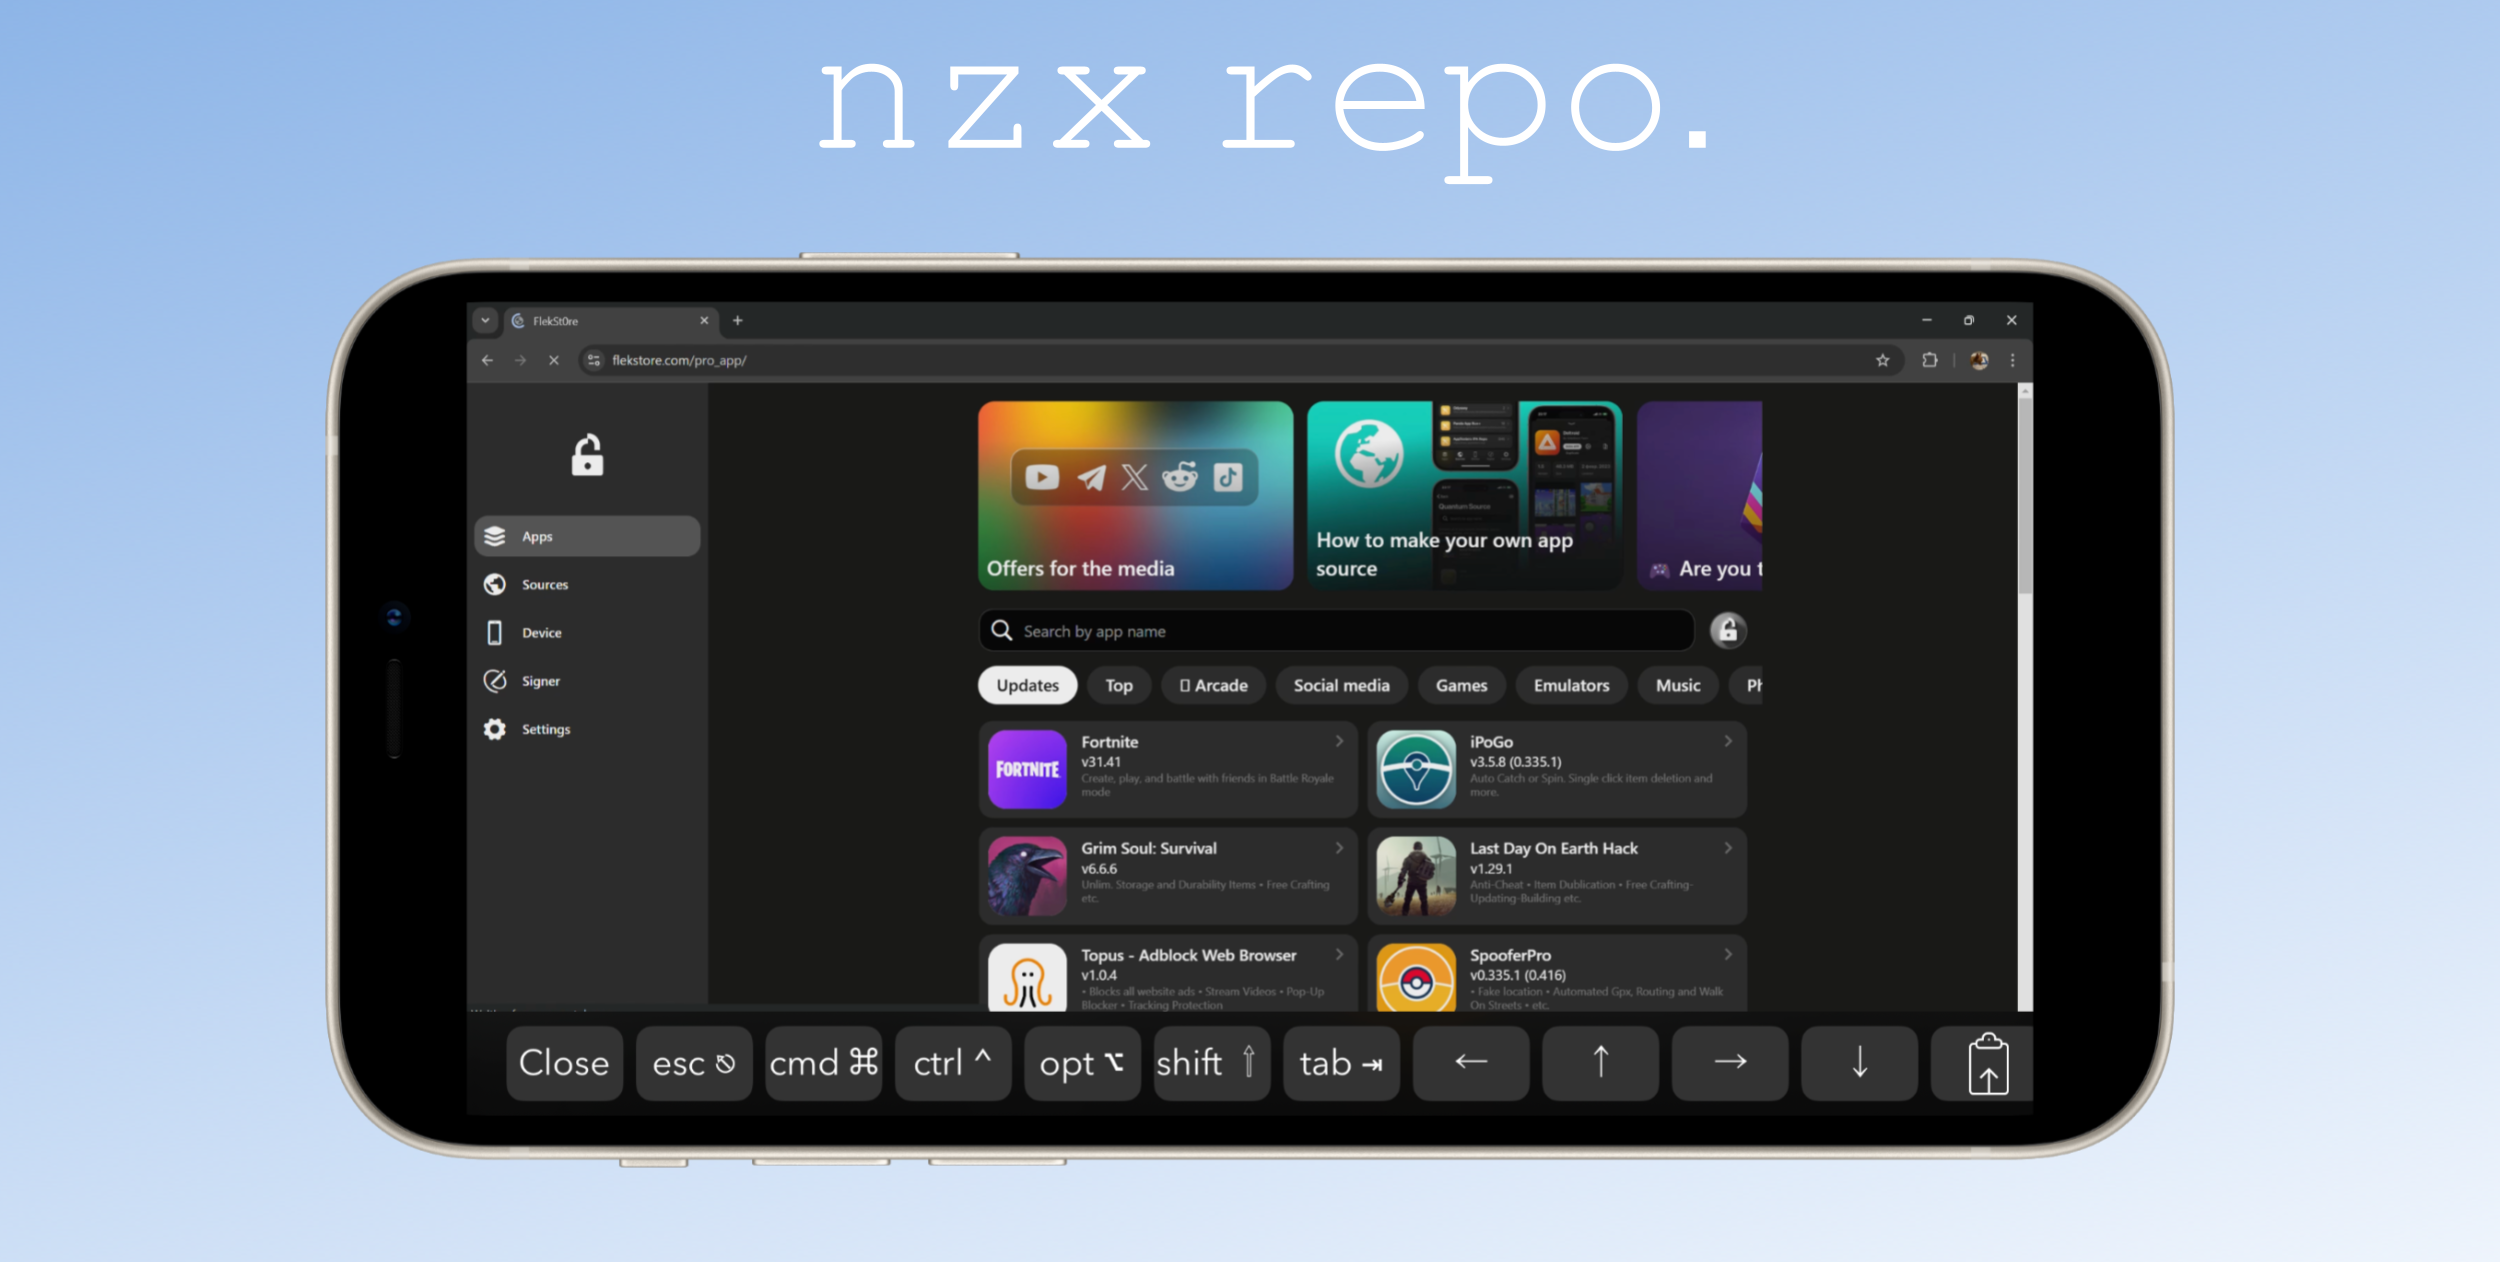 nzx repo.
FlekSt0re
flekstore.com/pro_app/
Apps
Sources
Device
Signer
Settings
Offers for the media
How to make your own app
source
Quantum Source
Are you t
Search by app name
Updates
Top
Arcade
Social media
Games
Emulators
Music
Ph
Fortnite
v31.41
Create, play, and battle with friends in Battle Royale
mode
FORTNITE
iPoGo
v3.5.8 (0.335.1)
Auto Catch or Spin. Single click item deletion and
more.
Grim Soul: Survival
v6.6.6
Unlim. Storage and Durability Items • Free Crafting
etc.
Last Day On Earth Hack
v1.29.1
Anti-Cheat • Item Dublication • Free Crafting-
Updating-Building etc.
Topus - Adblock Web Browser
v1.0.4
• Blocks all website ads • Stream Videos • Pop-Up
Blocker • Tracking Protection
SpooferPro
v0.335.1 (0.416)
• Fake location • Automated Gpx, Routing and Walk
On Streets • etc.
Close
esc
cmd ⌘
ctrl ^
opt ⌥
shift ⇧
tab ⇥
←
↑
→
↓